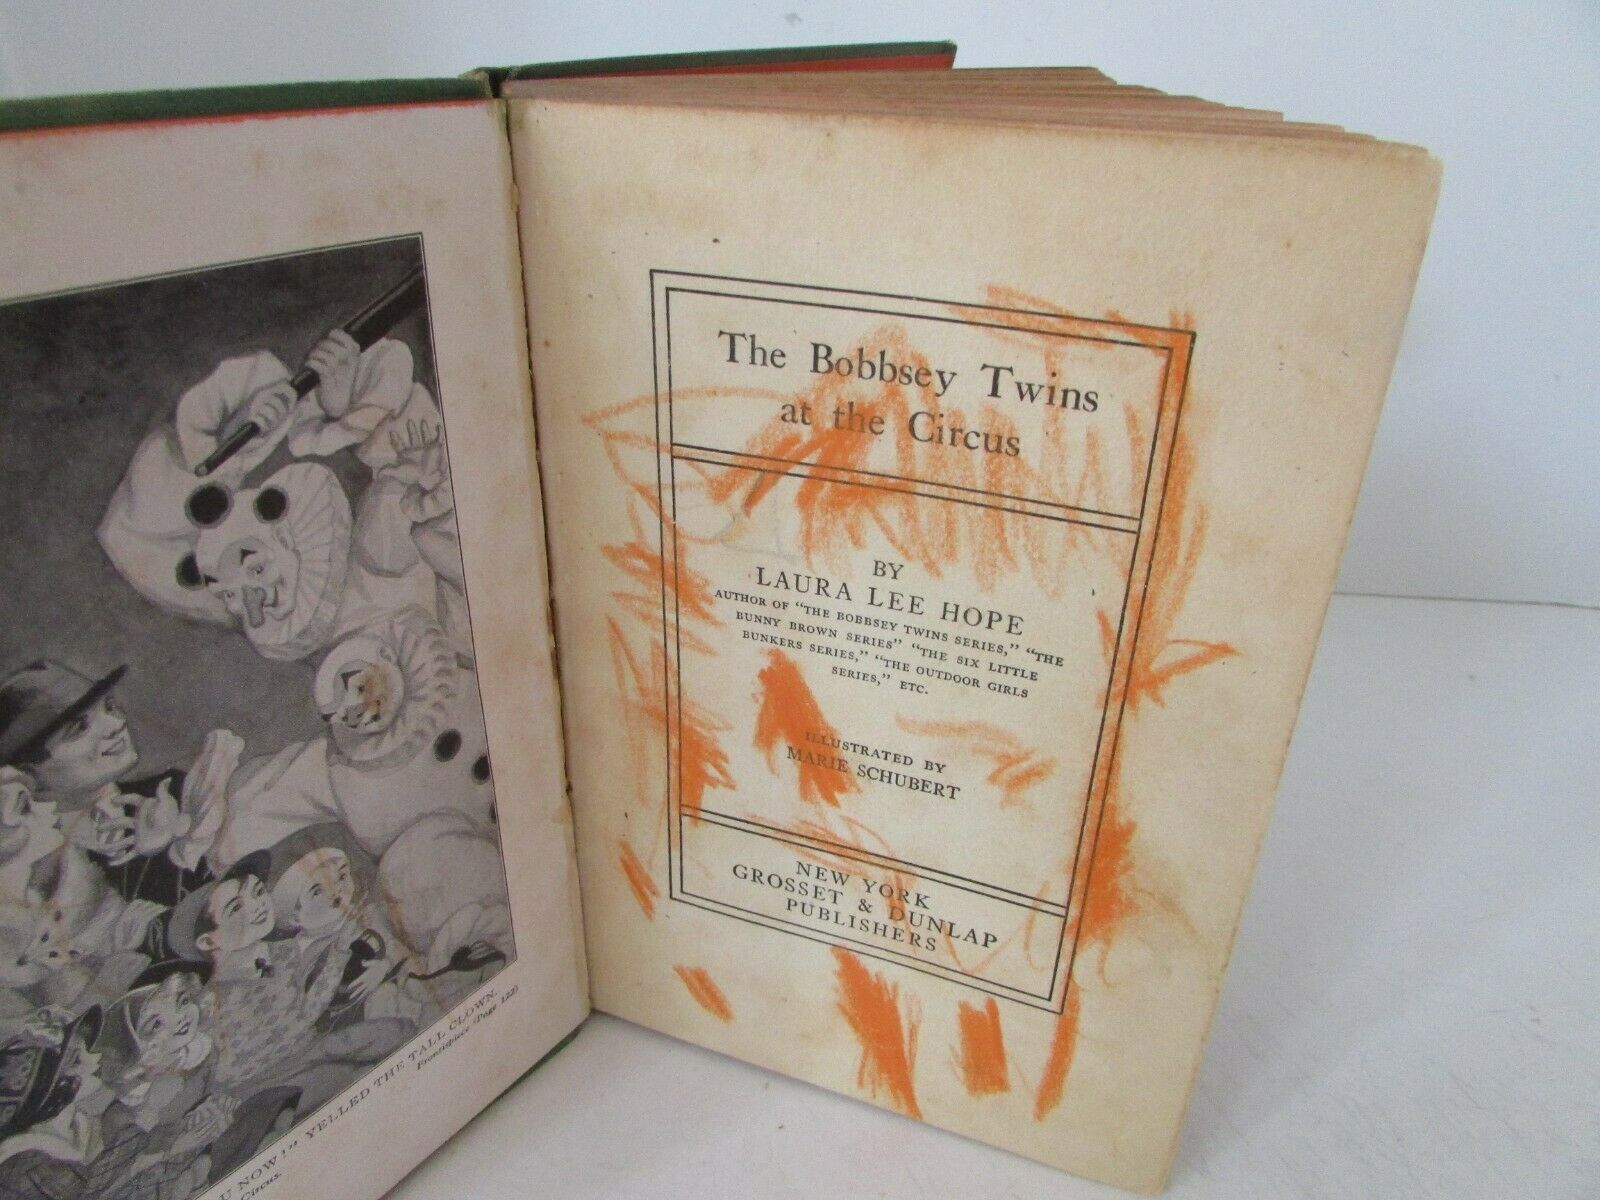 U NOW!" YELLED THE TALL CLOWN.
Circus.
Frontispiece (Page 122)
The Bobbsey Twins
at the Circus
BY
LAURA LEE HOPE
AUTHOR OF "THE BOBBSEY TWINS SERIES," "THE
BUNNY BROWN SERIES" "THE SIX LITTLE
BUNKERS SERIES," "THE OUTDOOR GIRLS
SERIES," ETC.
ILLUSTRATED BY
MARIE SCHUBERT
NEW YORK
GROSSET & DUNLAP
PUBLISHERS